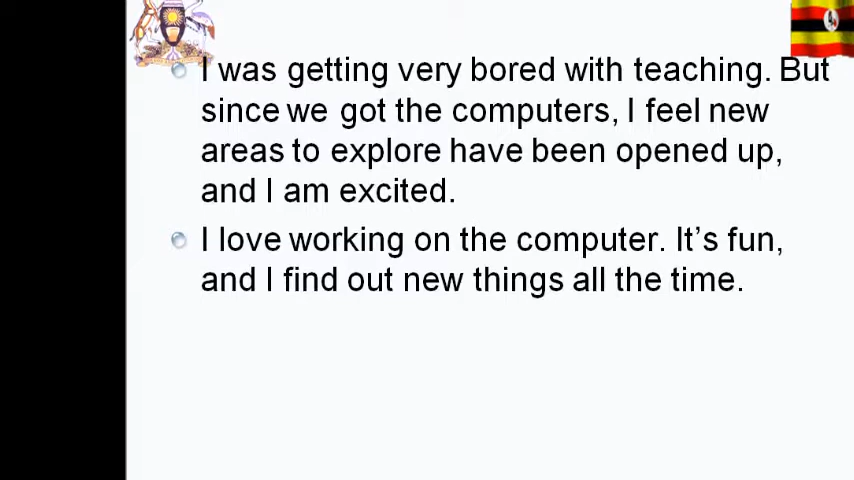 I was getting very bored with teaching. But
since we got the computers, I feel new
areas to explore have been opened up,
and I am excited.
I love working on the computer. It’s fun,
and I find out new things all the time.